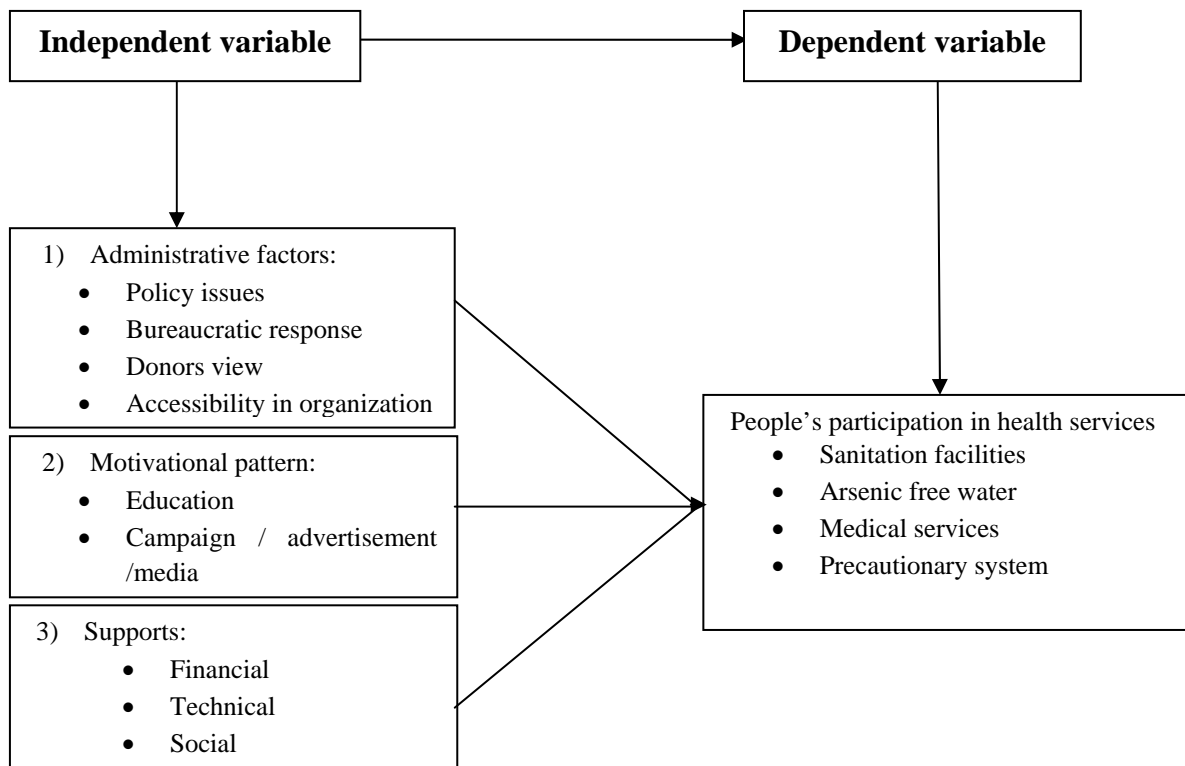 Independent variable
Dependent variable
1) Administrative factors:
• Policy issues
• Bureaucratic response
• Donors view
• Accessibility in organization
2) Motivational pattern:
• Education
• Campaign / advertisement
/media
3) Supports:
• Financial
• Technical
• Social
People’s participation in health services
• Sanitation facilities
• Arsenic free water
• Medical services
• Precautionary system